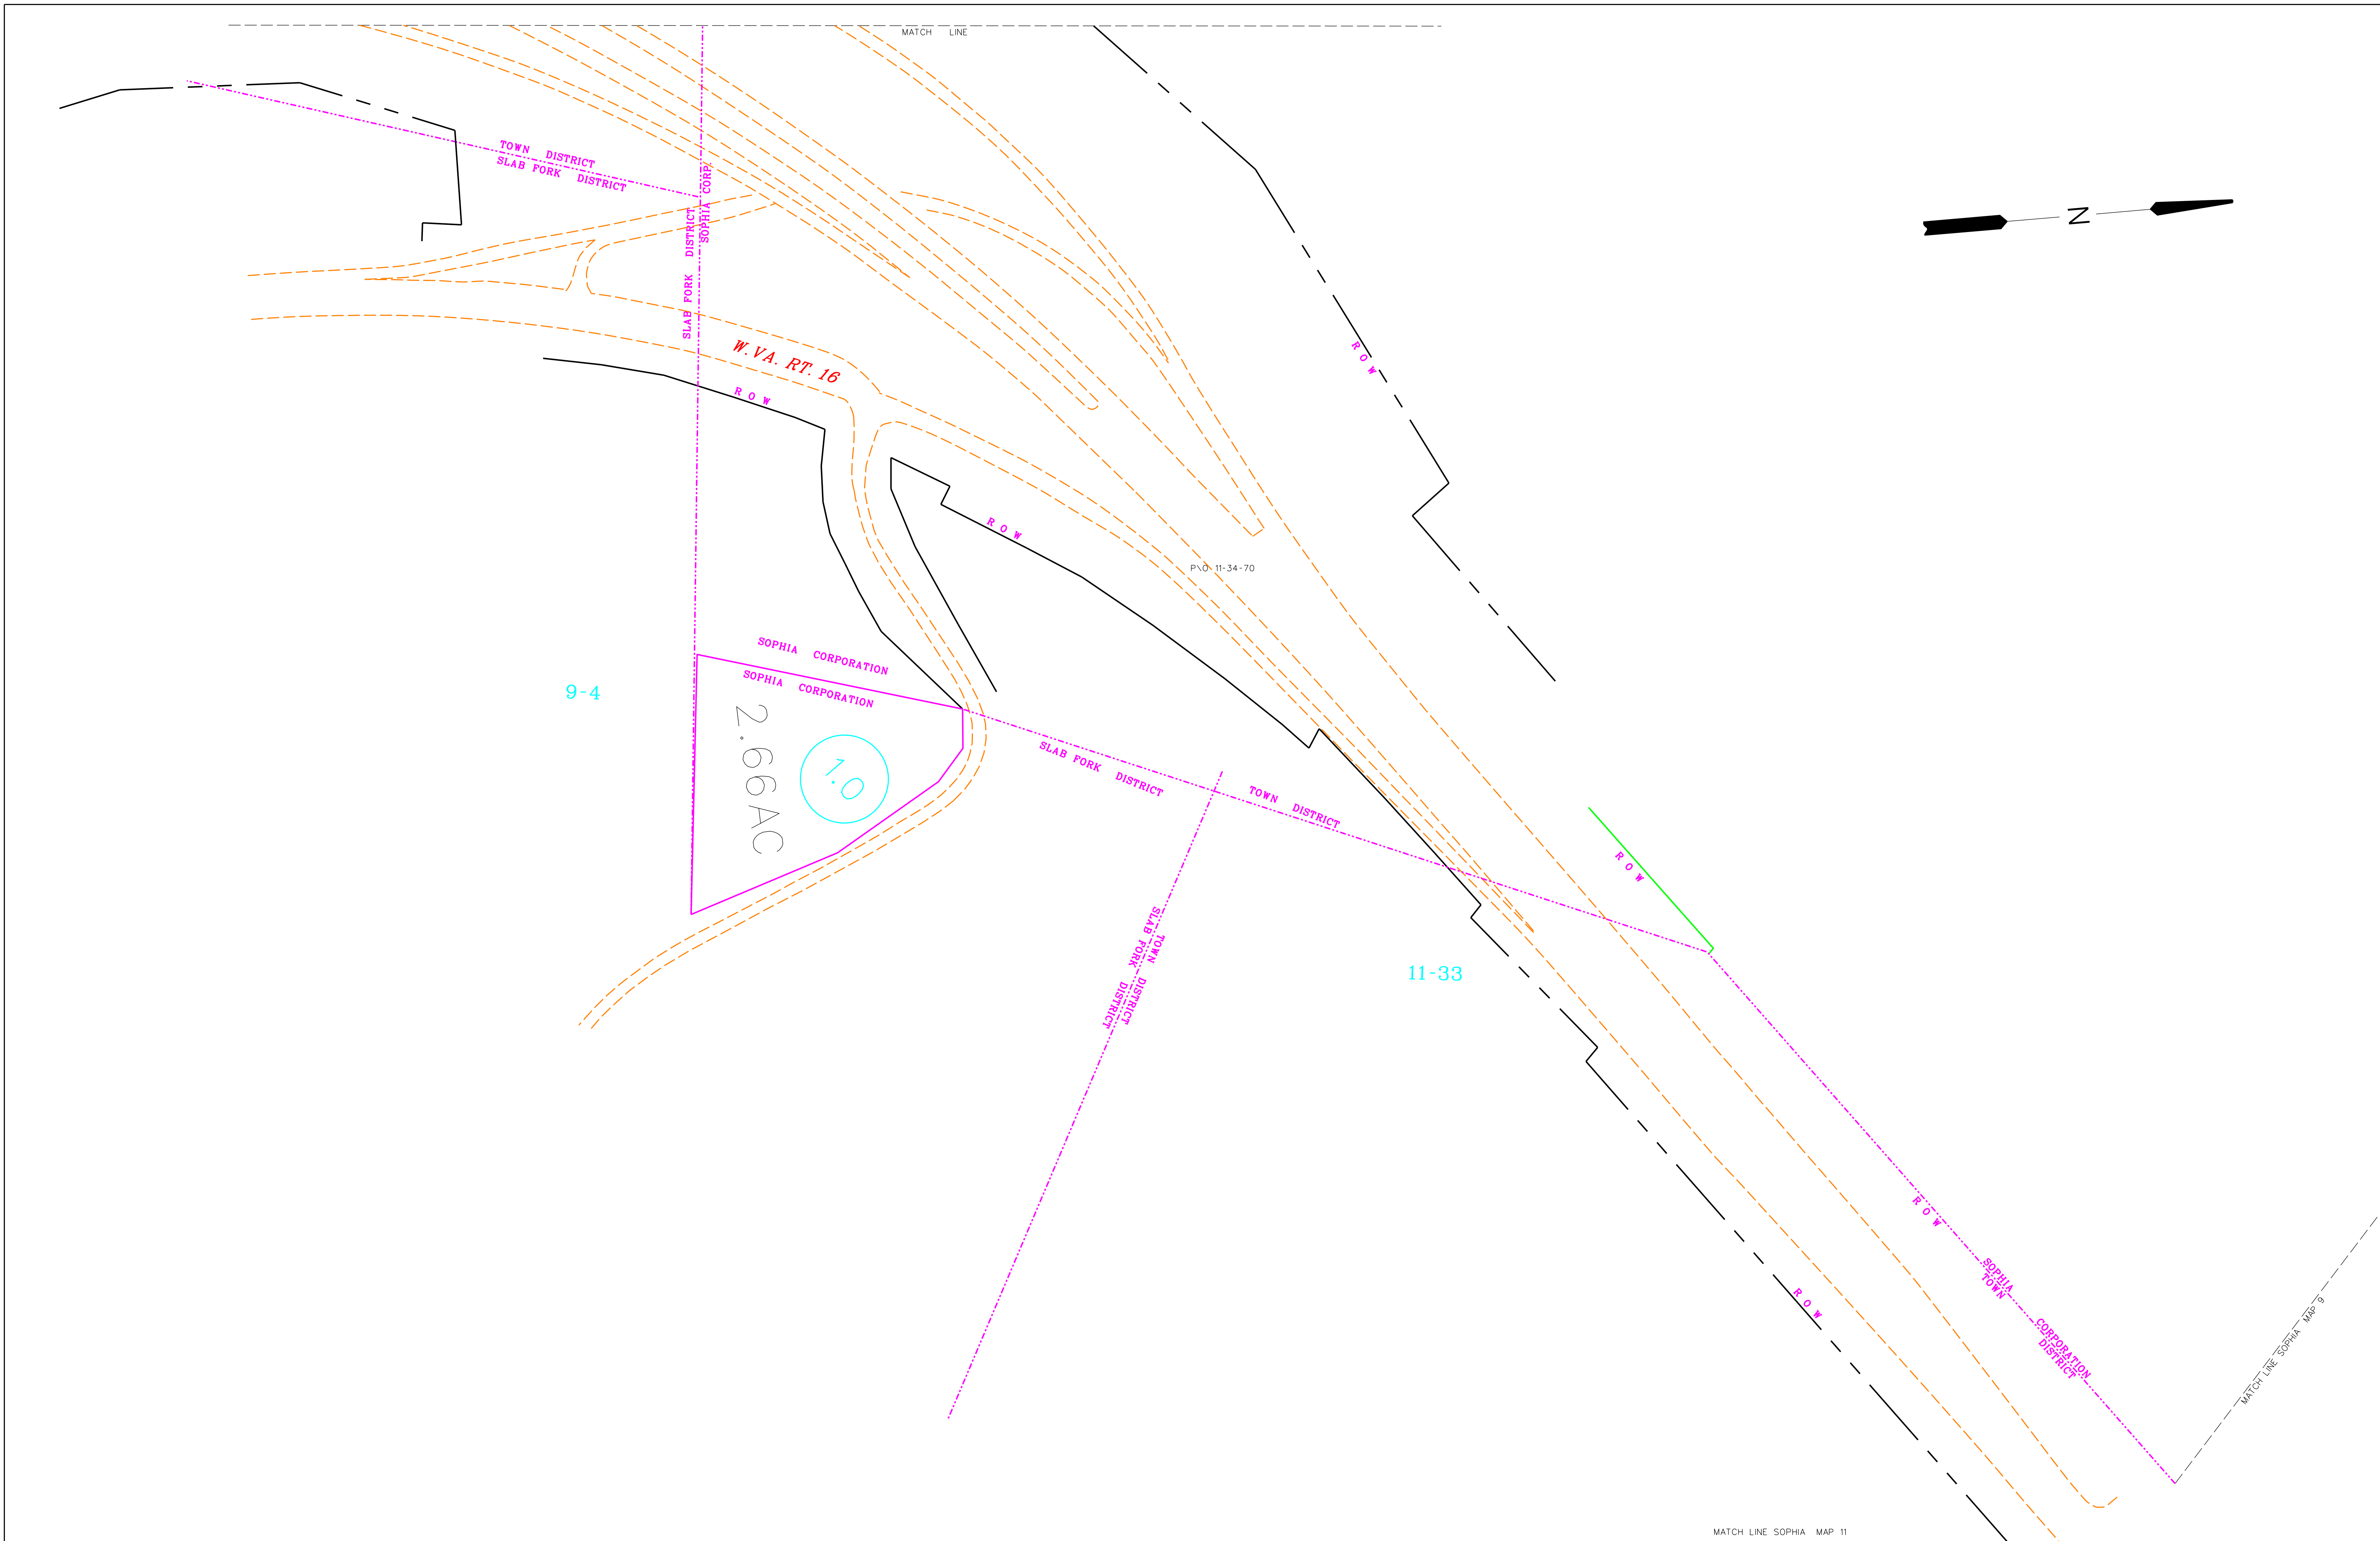 MATCH LINE
TOWN DISTRICT
SLAB FORK DISTRICT
SLAB FORK DISTRICT
SOPHIA CORP.
N
W.VA. RT. 16
R O W
R O W
R O W
P\O 11-34-70
SOPHIA CORPORATION
SOPHIA CORPORATION
9-4
2.66AC
1.0
SLAB FORK DISTRICT
TOWN DISTRICT
R O W
SLAB FORK DISTRICT
TOWN DISTRICT
11-33
R O W
SOPHIA CORPORATION
TOWN DISTRICT
R O W
MATCH LINE SOPHIA MAP 9
MATCH LINE SOPHIA MAP 11